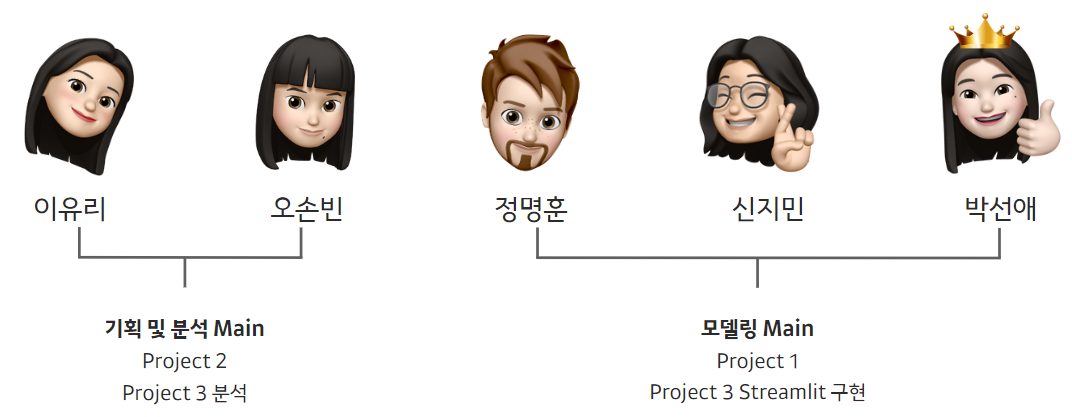 이유리 오손빈 정명훈 신지민 박선애
기획 및 분석 Main
Project 2
Project 3 분석
모델링 Main
Project 1
Project 3 Streamlit 구현